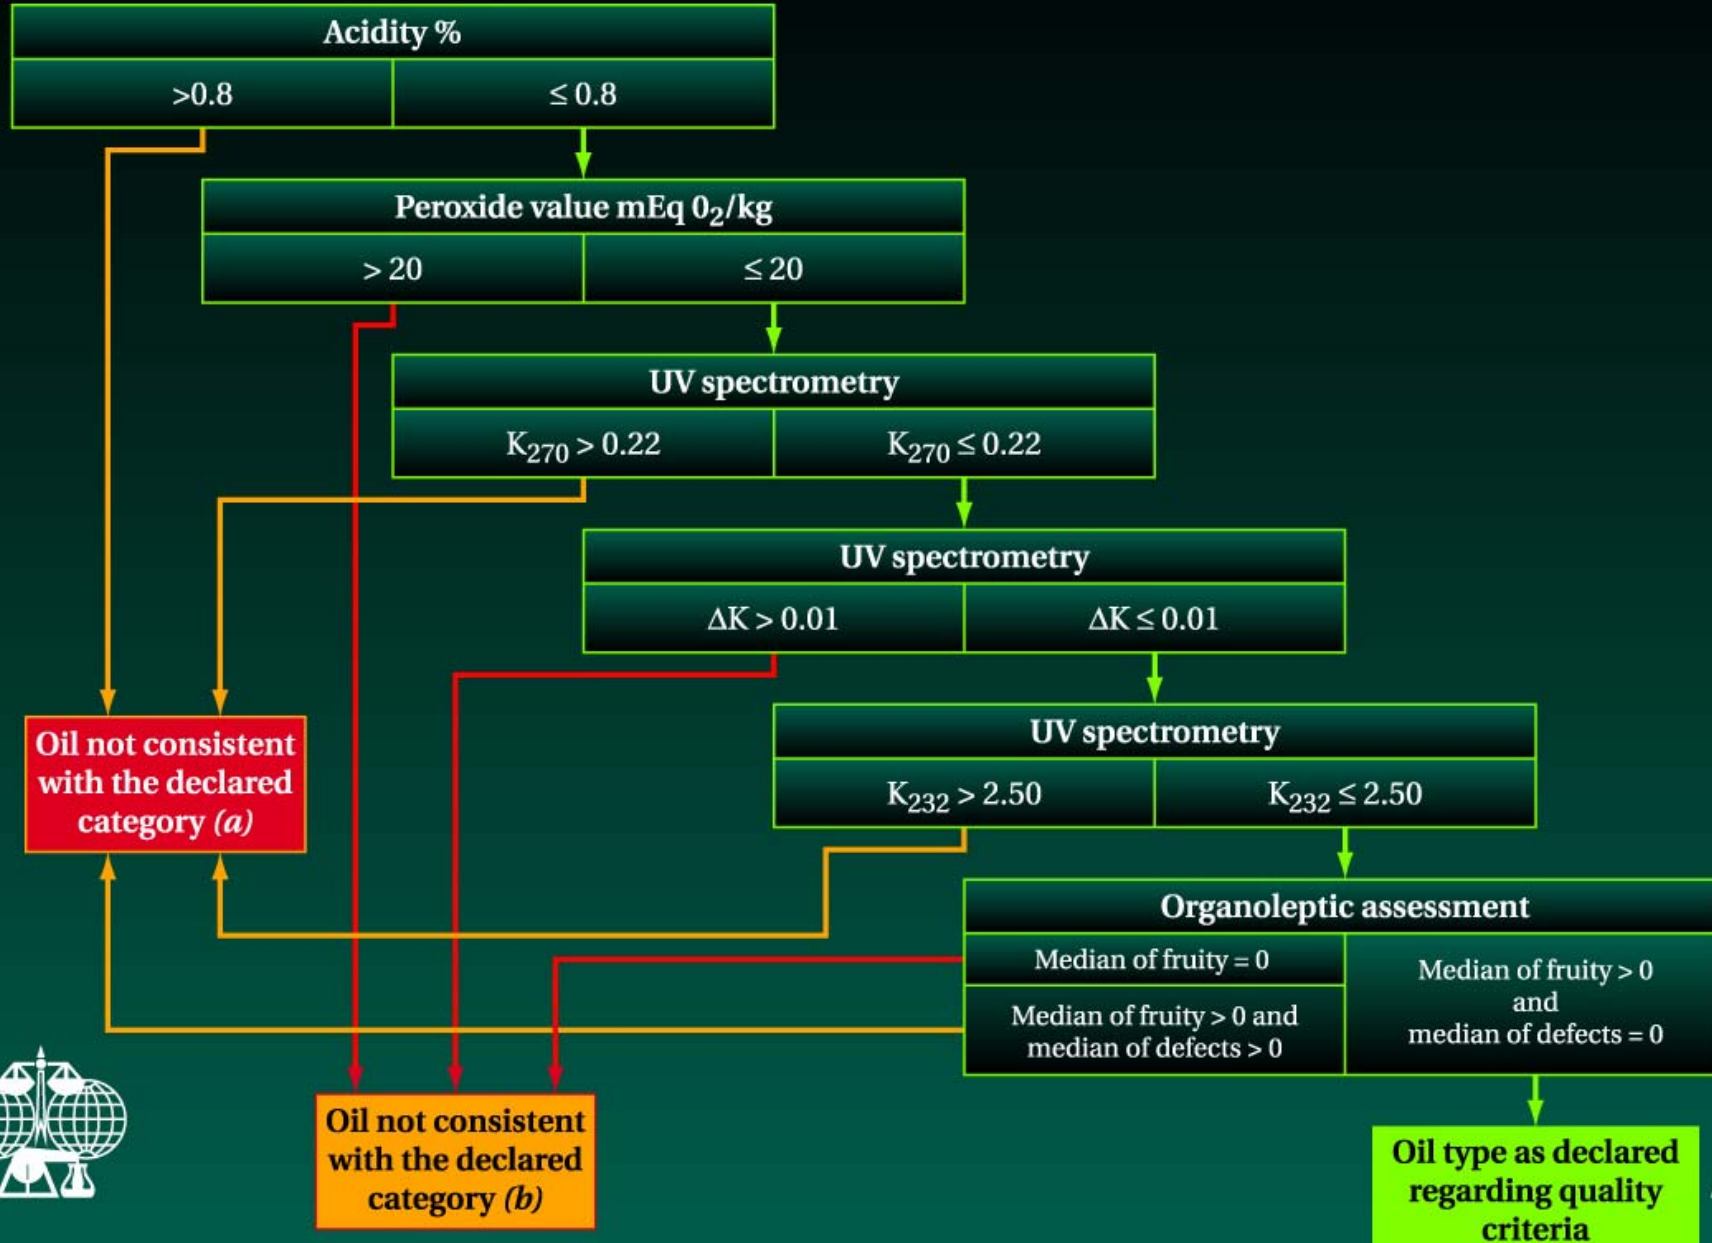 Acidity %
>0.8
≤ 0.8
Peroxide value mEq 0₂/kg
> 20
≤ 20
UV spectrometry
K₂₇₀ > 0.22
K₂₇₀ ≤ 0.22
UV spectrometry
ΔK > 0.01
ΔK ≤ 0.01
UV spectrometry
K₂₃₂ > 2.50
K₂₃₂ ≤ 2.50
Oil not consistent
with the declared
category (a)
Organoleptic assessment
Median of fruity = 0
Median of fruity > 0 and
median of defects > 0
Median of fruity > 0
and
median of defects = 0
Oil not consistent
with the declared
category (b)
Oil type as declared
regarding quality
criteria